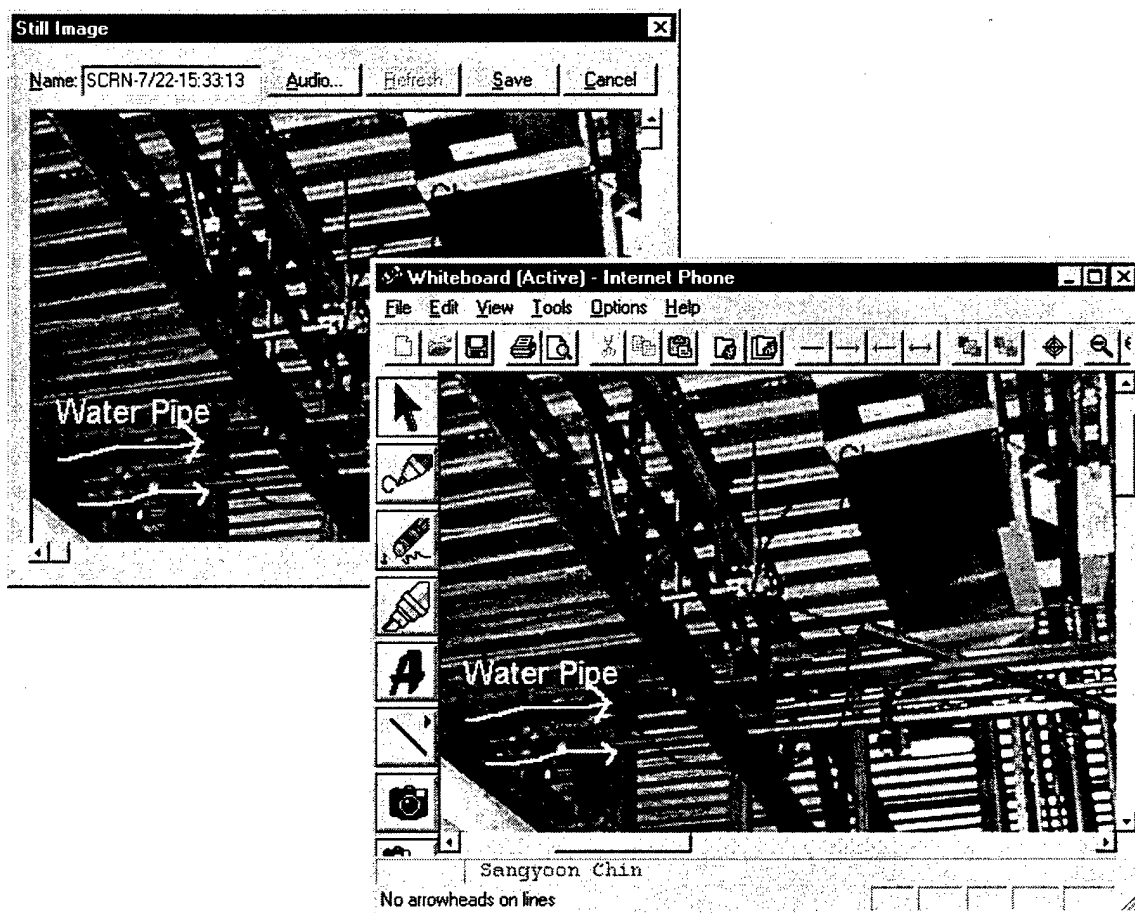 Still Image
Name: SCRN-7/22-15:33:13 Audio... Refresh Save Cancel
Water Pipe
Whiteboard (Active) - Internet Phone
File Edit View Tools Options Help
Water Pipe
Sangyoon Chin
No arrowheads on lines